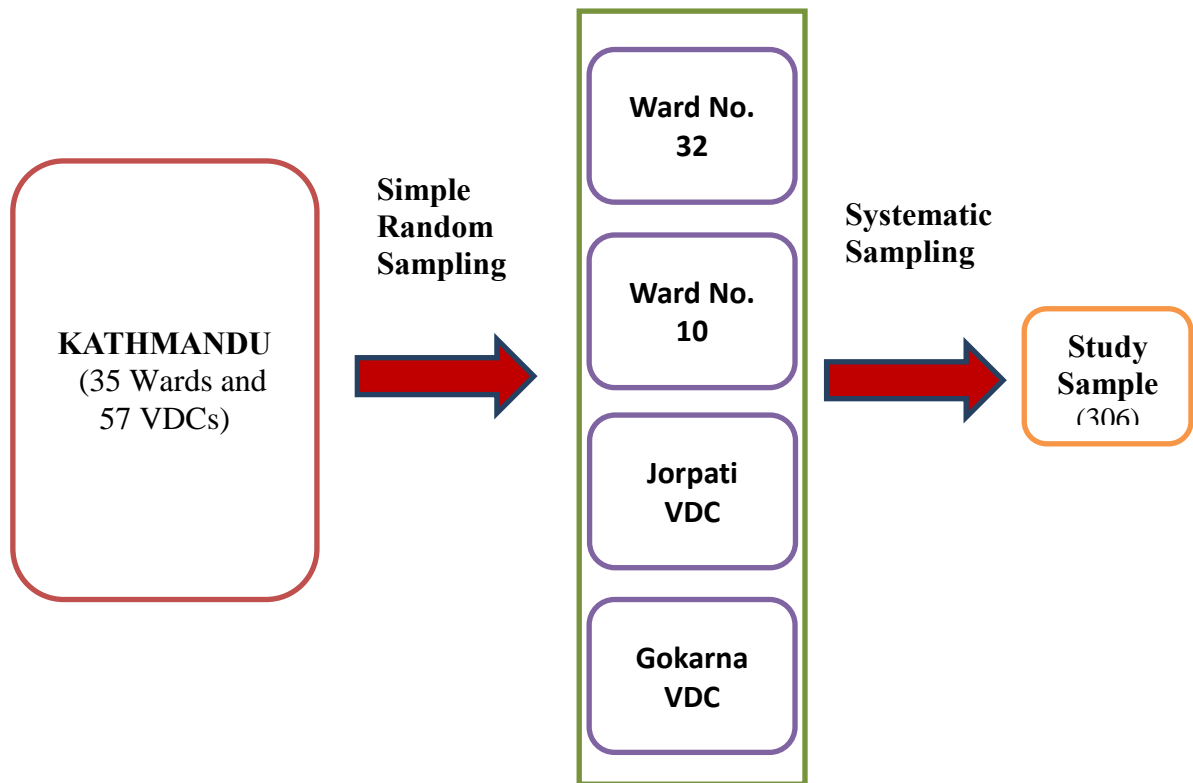 KATHMANDU
(35 Wards and
57 VDCs)
Simple
Random
Sampling
Ward No.
32
Ward No.
10
Jorpati
VDC
Gokarna
VDC
Systematic
Sampling
Study
Sample
(306)